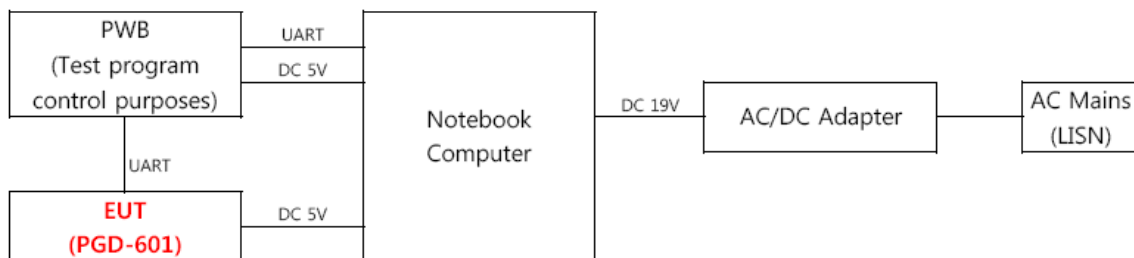 PWB
(Test program
control purposes)
UART
DC 5V
UART
EUT
(PGD-601)
DC 5V
Notebook
Computer
DC 19V
AC/DC Adapter
AC Mains
(LISN)